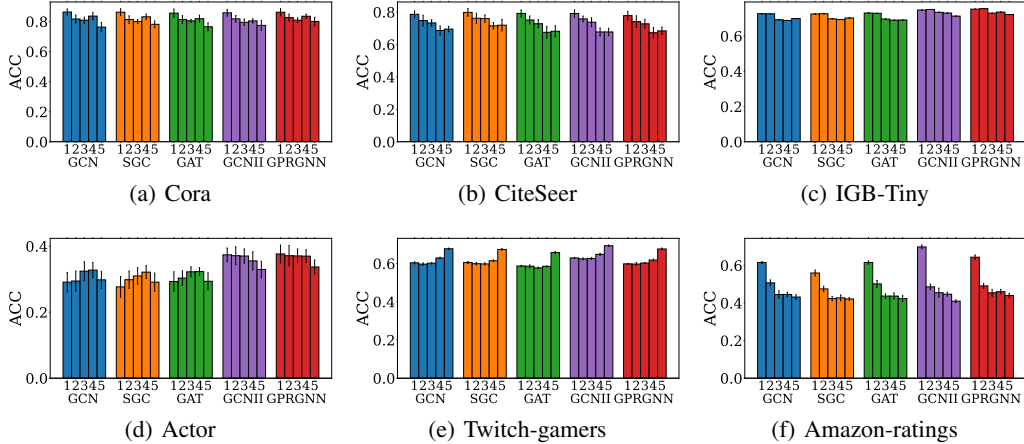 ACC
0.8
0.6
0.4
0.2
0.0
12345 12345 12345 12345 12345
GCN SGC GAT GCNII GPRGNN
(a) Cora
ACC
0.8
0.6
0.4
0.2
0.0
12345 12345 12345 12345 12345
GCN SGC GAT GCNII GPRGNN
(b) CiteSeer
ACC
0.6
0.4
0.2
0.0
12345 12345 12345 12345 12345
GCN SGC GAT GCNII GPRGNN
(c) IGB-Tiny
ACC
0.4
0.2
0.0
12345 12345 12345 12345 12345
GCN SGC GAT GCNII GPRGNN
(d) Actor
ACC
0.6
0.4
0.2
0.0
12345 12345 12345 12345 12345
GCN SGC GAT GCNII GPRGNN
(e) Twitch-gamers
ACC
0.6
0.4
0.2
0.0
12345 12345 12345 12345 12345
GCN SGC GAT GCNII GPRGNN
(f) Amazon-ratings